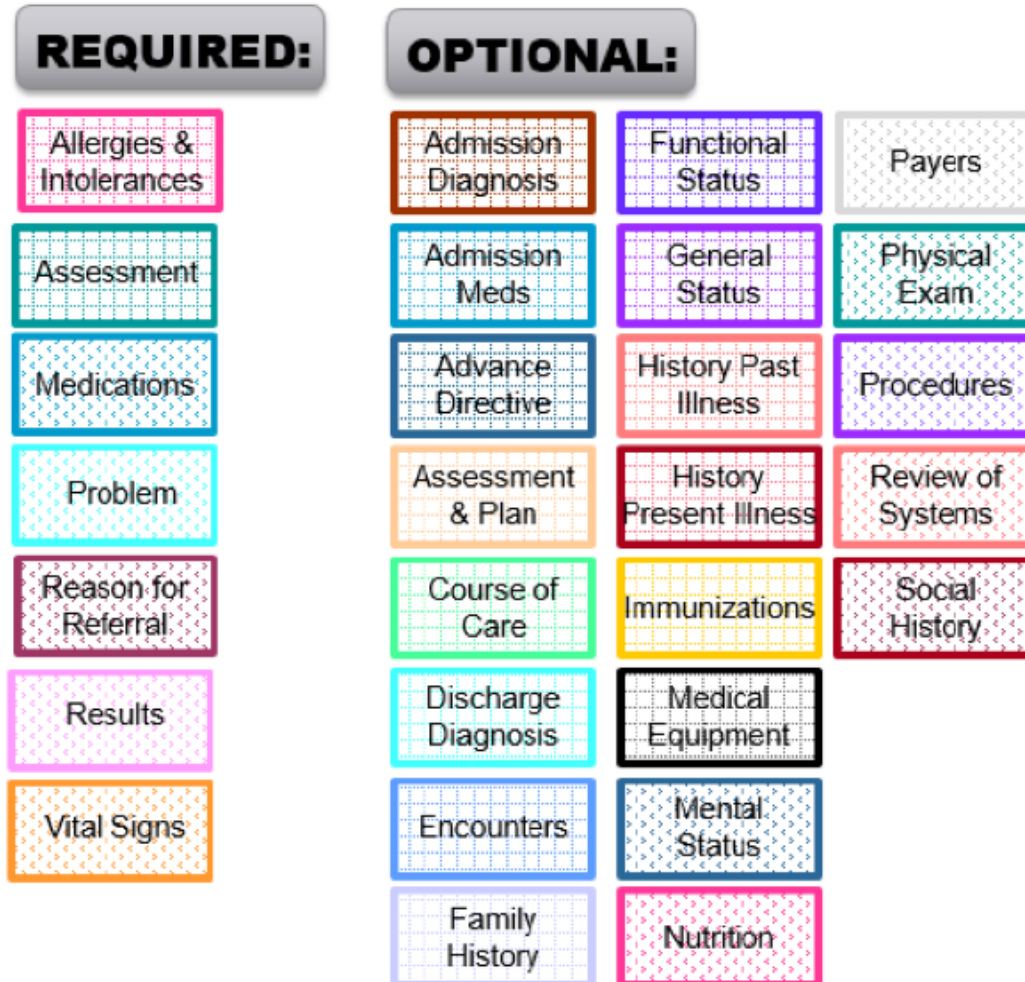 REQUIRED:
Allergies &
Intolerances
Assessment
Medications
Problem
Reason for
Referral
Results
Vital Signs
OPTIONAL:
Admission
Diagnosis
Admission
Meds
Advance
Directive
Assessment
& Plan
Course of
Care
Discharge
Diagnosis
Encounters
Family
History
Functional
Status
General
Status
History Past
Illness
History
Present Illness
Immunizations
Medical
Equipment
Mental
Status
Nutrition
Payers
Physical
Exam
Procedures
Review of
Systems
Social
History